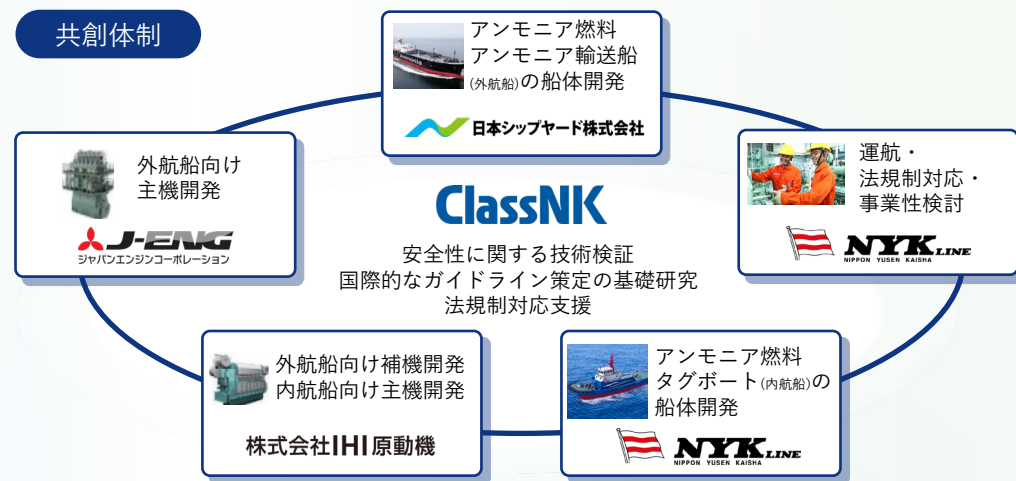 共創体制
アンモニア燃料
アンモニア輸送船
(外航船)の船体開発
日本シップヤード株式会社
外航船向け
主機開発
J-ENG
ジャパンエンジンコーポレーション
ClassNK
安全性に関する技術検証
国際的なガイドライン策定の基礎研究
法規制対応支援
運航・
法規制対応・
事業性検討
NYK LINE
NIPPON YUSEN KAISHA
外航船向け補機開発
内航船向け主機開発
株式会社IHI原動機
アンモニア燃料
タグボート(内航船)の
船体開発
NYK LINE
NIPPON YUSEN KAISHA